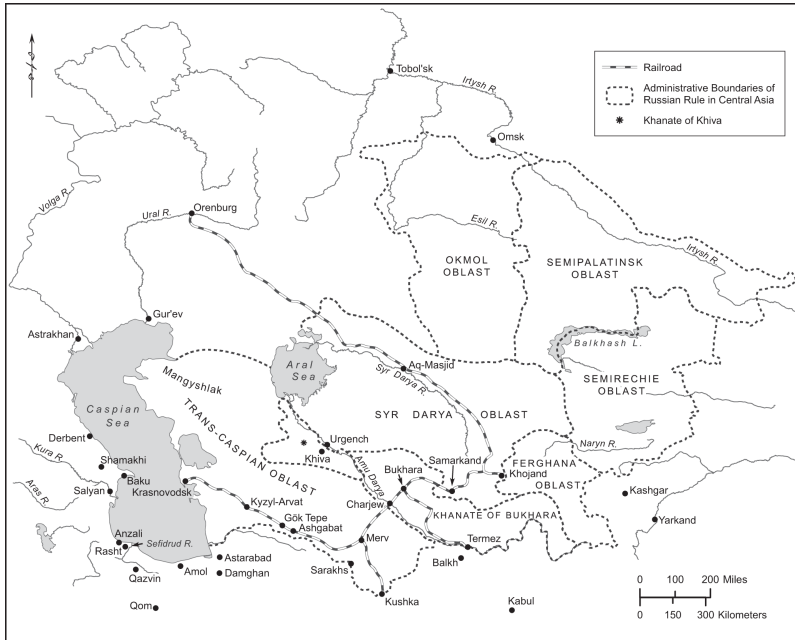 Railroad
Administrative Boundaries of
Russian Rule in Central Asia
Khanate of Khiva
Tobol'sk
Irtysh R.
Omsk
Volga R.
Orenburg
Ural R.
Esil R.
OKMOL
OBLAST
SEMIPALATINSK
OBLAST
Irtysh R.
Gur'ev
Astrakhan
Aral
Sea
Aq-Masjid
Syr Darya R.
Balkhash L.
Mangyshlak
SEMIRECHIE
OBLAST
Caspian
Sea
TRANS-CASPIAN OBLAST
SYR DARYA OBLAST
Derbent
Kura R.
Shamakhi
Urgench
Khiva
Amu Darya
Samarkand
Naryn R.
Bukhara
FERGHANA
OBLAST
Khojand
Baku
Krasnovodsk
Salyan
Aras R.
Kyzyl-Arvat
Charjew
Kashgar
KHANATE OF BUKHARA
Gök Tepe
Ashgabat
Yarkand
Anzali
Sefidrud R.
Rasht
Merv
Termez
Astarabad
Balkh
Sarakhs
Qazvin
Amol
Damghan
Kushka
Kabul
Qom
0 100 200 Miles
0 150 300 Kilometers